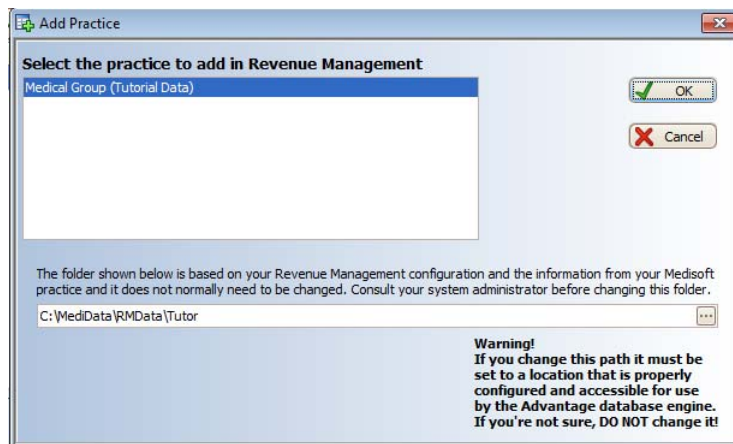 Add Practice
Select the practice to add in Revenue Management
Medical Group (Tutorial Data)
OK
Cancel
The folder shown below is based on your Revenue Management configuration and the information from your Medisoft
practice and it does not normally need to be changed. Consult your system administrator before changing this folder.
C:\MediData\RMData\Tutor
...
Warning!
If you change this path it must be
set to a location that is properly
configured and accessible for use
by the Advantage database engine.
If you're not sure, DO NOT change it!